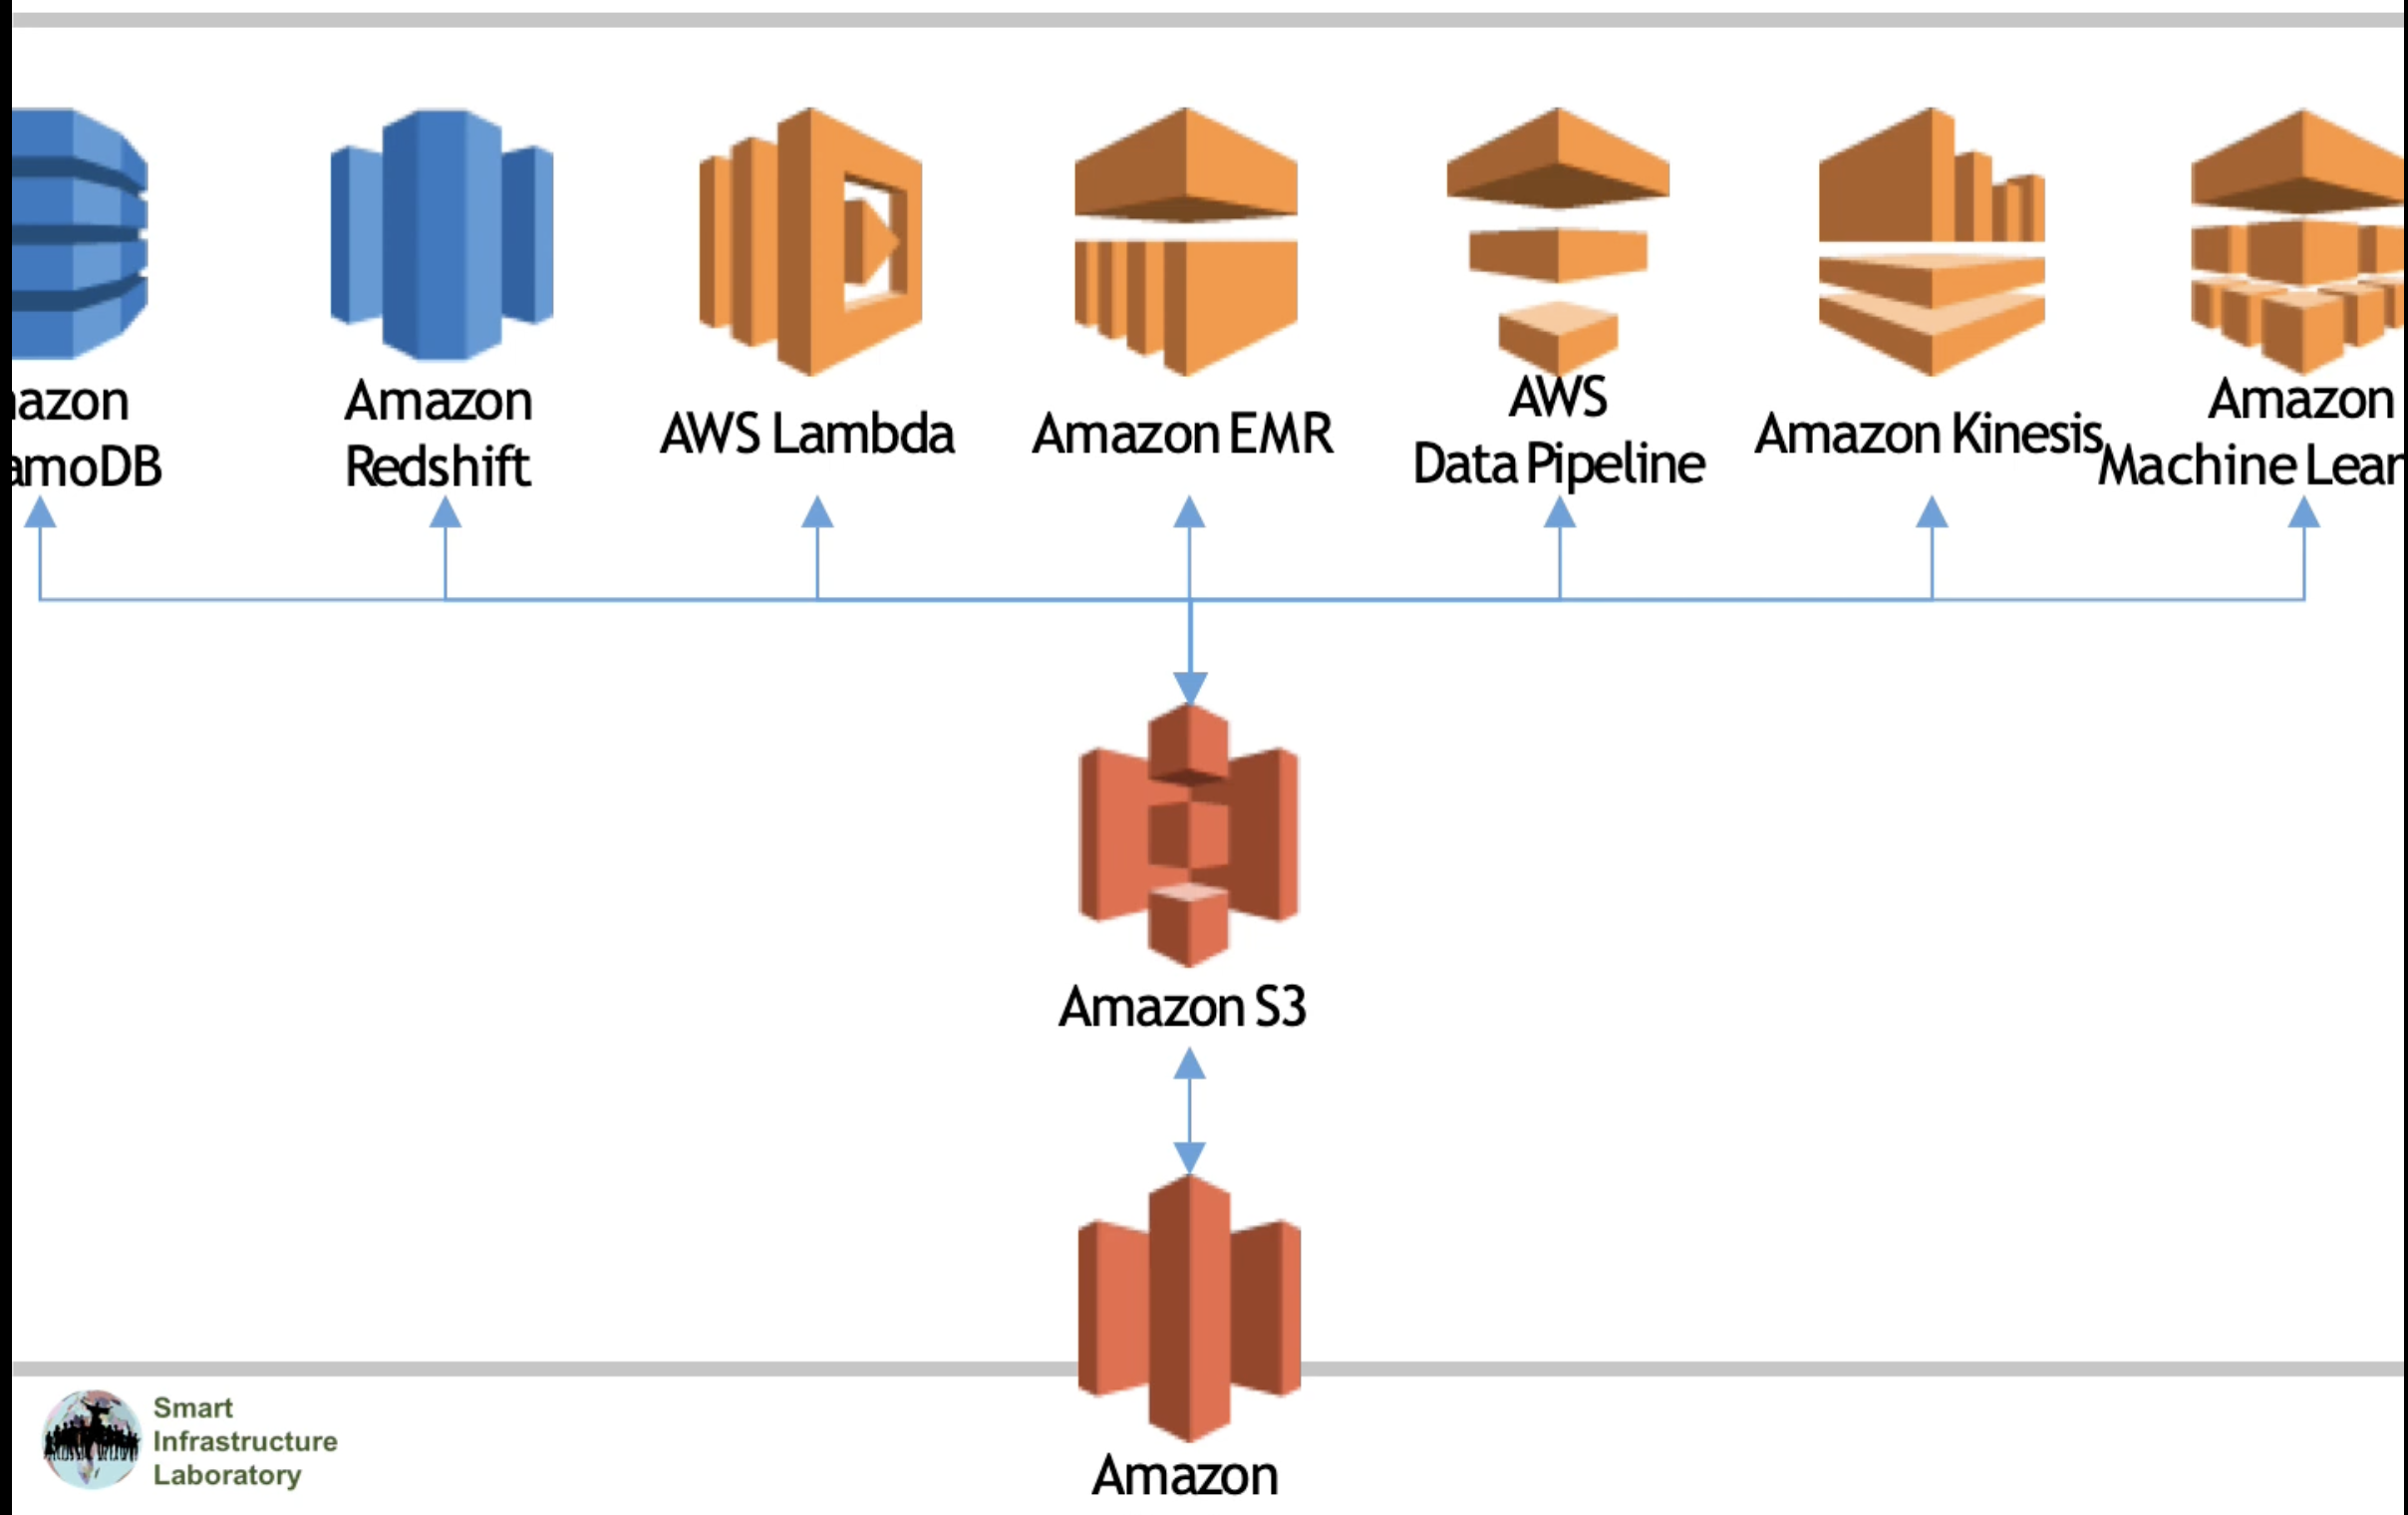 azon
amoDB
Amazon
Redshift
AWS Lambda
Amazon EMR
AWS
Data Pipeline
Amazon Kinesis
Amazon
Machine Lear
Amazon S3
Amazon
Smart
Infrastructure
Laboratory